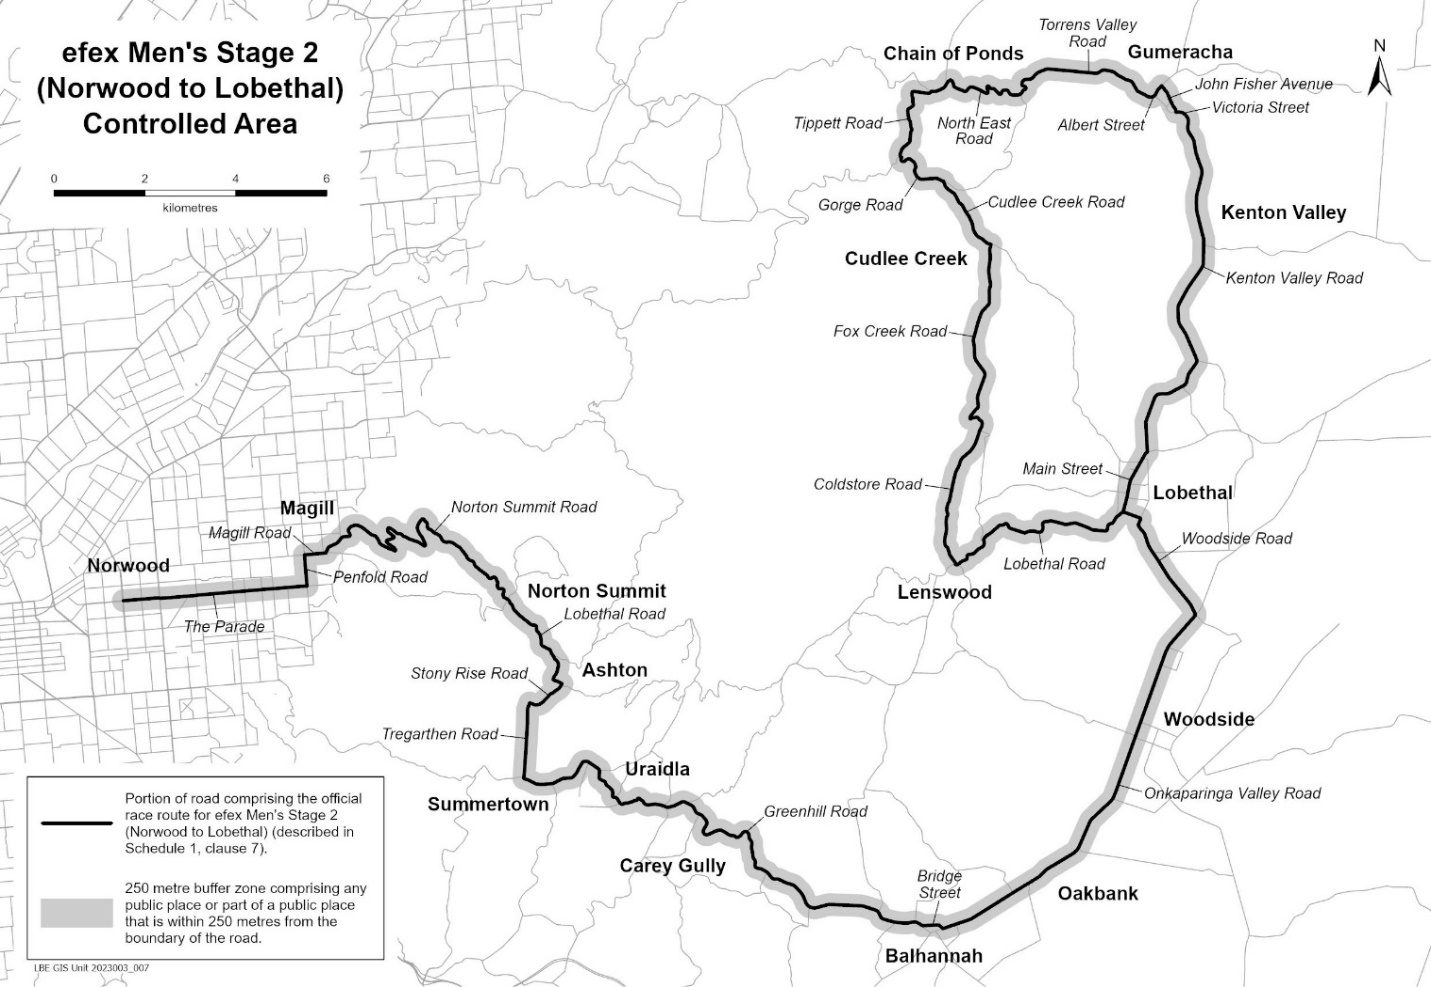 efex Men's Stage 2
(Norwood to Lobethal)
Controlled Area
0 2 4 6
kilometres
N
Torrens Valley
Road
Chain of Ponds
Gumeracha
John Fisher Avenue
Victoria Street
Tippett Road
North East
Road
Albert Street
Gorge Road
Cudlee Creek Road
Kenton Valley
Cudlee Creek
Kenton Valley Road
Fox Creek Road
Main Street
Coldstore Road
Lobethal
Magill
Norton Summit Road
Magill Road
Woodside Road
Norwood
Penfold Road
Lobethal Road
Lenswood
Norton Summit
Lobethal Road
The Parade
Stony Rise Road
Ashton
Tregarthen Road
Woodside
Uraidla
Summertown
Onkaparinga Valley Road
Greenhill Road
Carey Gully
Bridge
Street
Oakbank
Balhannah
Portion of road comprising the official
race route for efex Men's Stage 2
(Norwood to Lobethal) (described in
Schedule 1, clause 7).
250 metre buffer zone comprising any
public place or part of a public place
that is within 250 metres from the
boundary of the road.
LBE GIS Unit 2023003_007